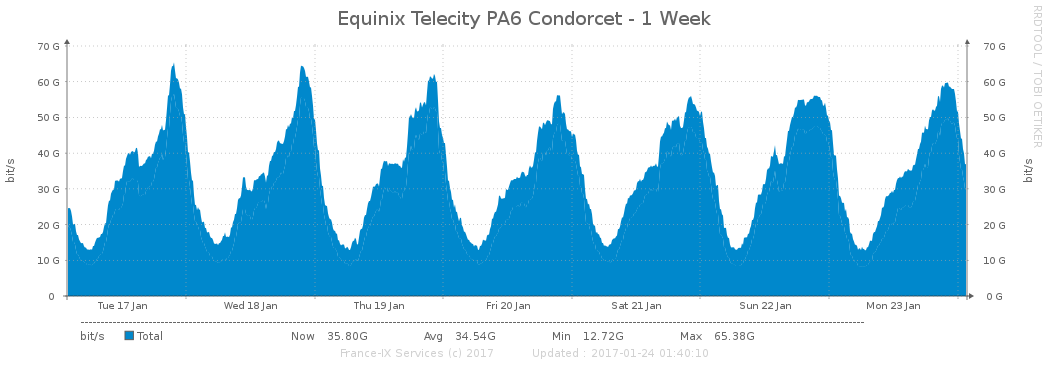 Equinix Telecity PA6 Condorcet - 1 Week
RRDTOOL / TOBI OETIKER
70 G 70 G
60 G 60 G
50 G 50 G
40 G 40 G
30 G 30 G
20 G 20 G
10 G 10 G
0 0 G
bit/s
bit/s
Tue 17 Jan Wed 18 Jan Thu 19 Jan Fri 20 Jan Sat 21 Jan Sun 22 Jan Mon 23 Jan
bit/s Total Now 35.80G Avg 34.54G Min 12.72G Max 65.38G
France-IX Services (c) 2017 Updated : 2017-01-24 01:40:10